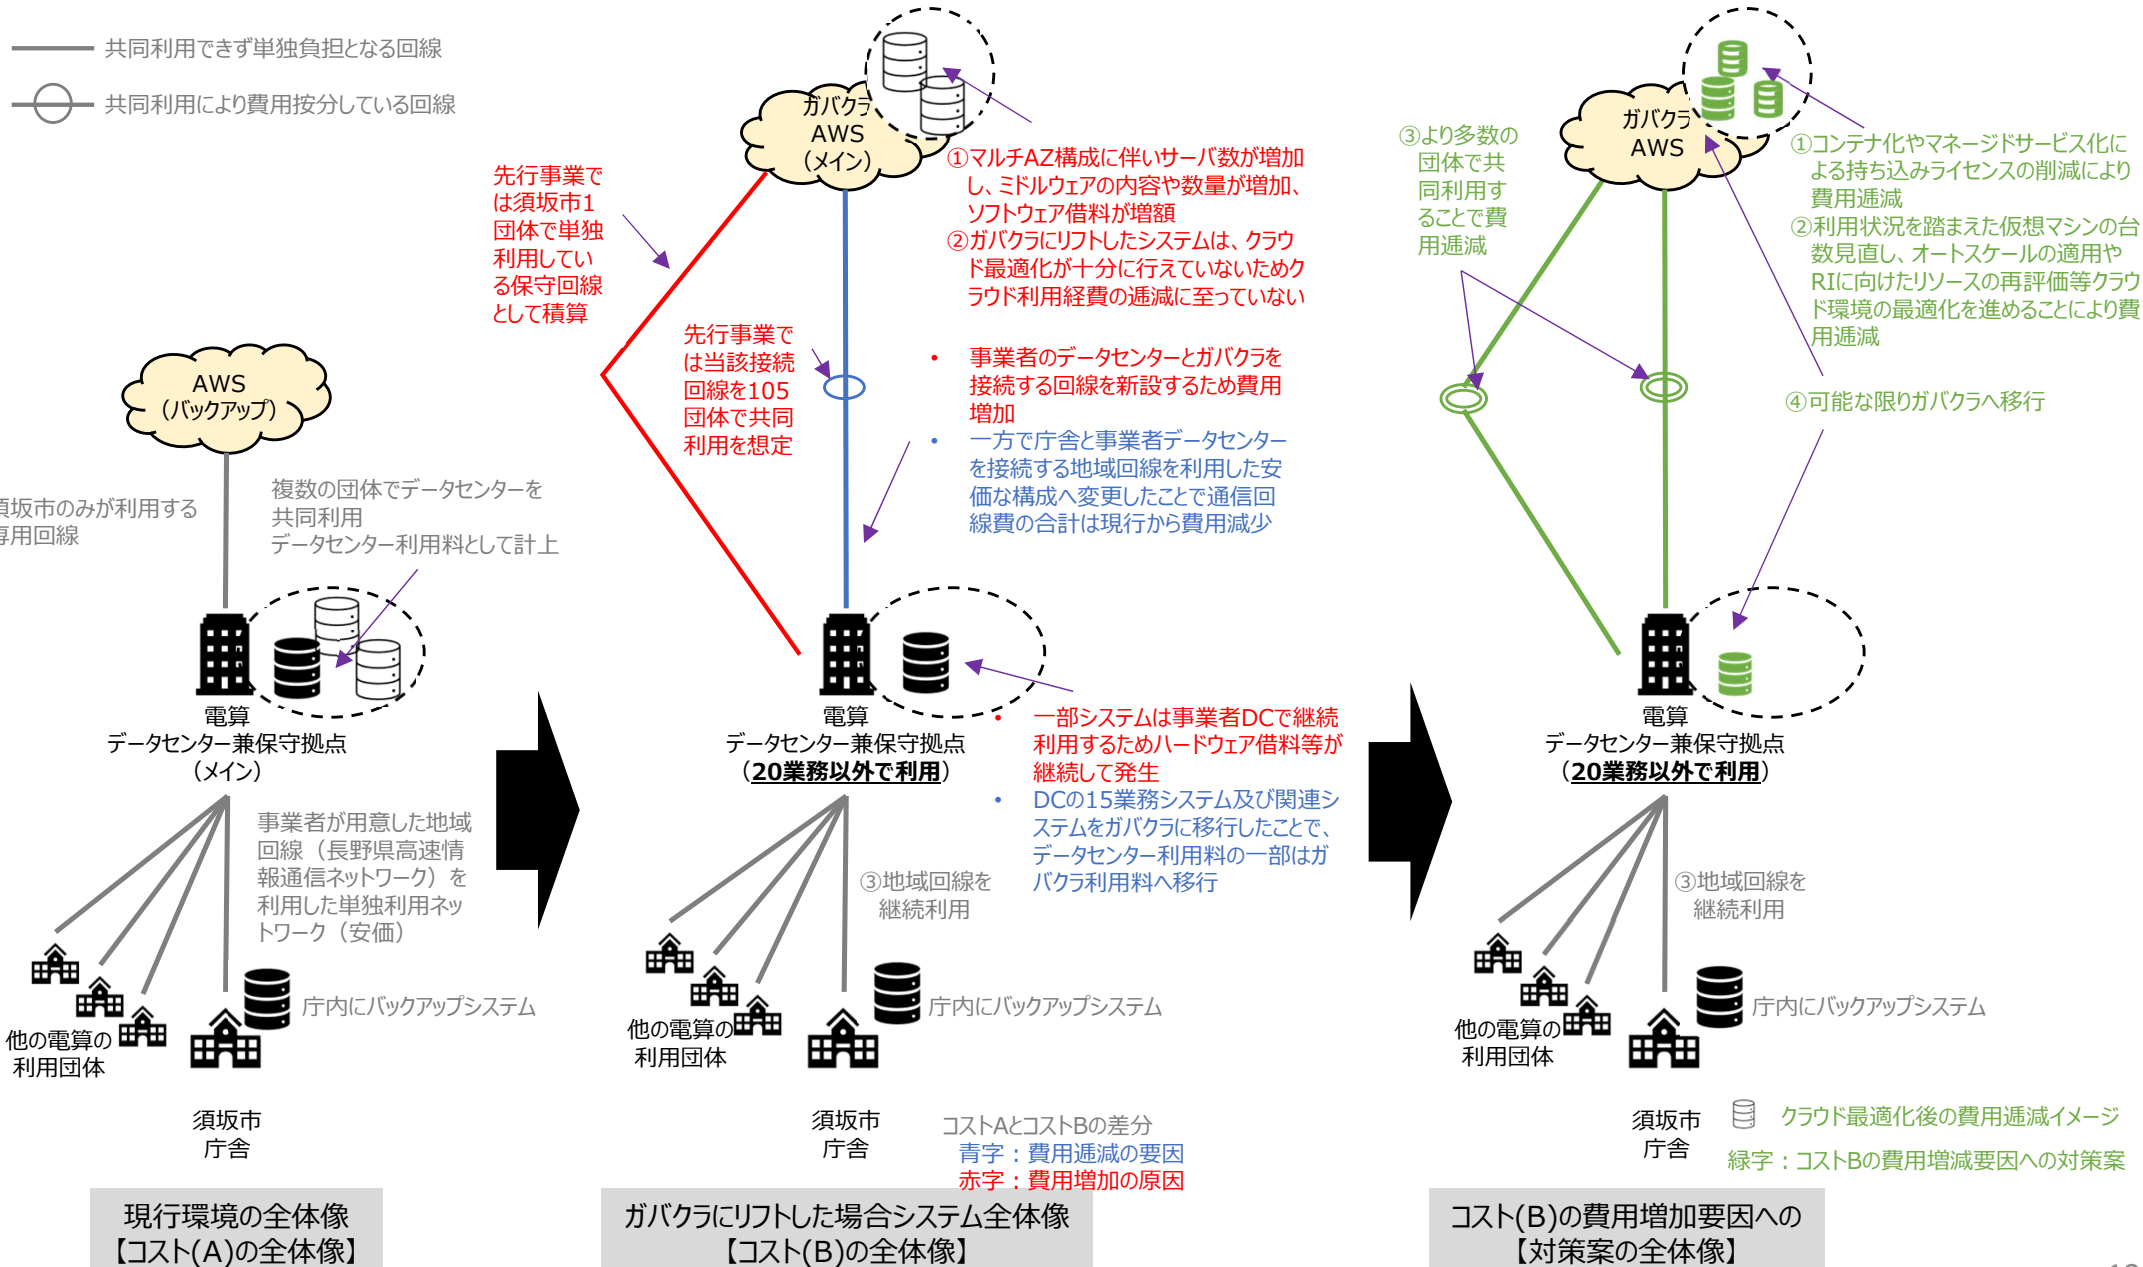 共同利用できず単独負担となる回線
共同利用により費用按分している回線
AWS
（バックアップ）
須坂市のみが利用する
専用回線
複数の団体でデータセンターを
共同利用
データセンター利用料として計上
電算
データセンター兼保守拠点
（メイン）
事業者が用意した地域
回線（長野県高速情
報通信ネットワーク）を
利用した単独利用ネッ
トワーク（安価）
庁内にバックアップシステム
他の電算の
利用団体
須坂市
庁舎
現行環境の全体像
【コスト(A)の全体像】
ガバクラ
AWS
（メイン）
先行事業で
は須坂市1
団体で単独
利用してい
る保守回線
として積算
先行事業で
は当該接続
回線を105
団体で共同
利用を想定
①マルチAZ構成に伴いサーバ数が増加
し、ミドルウェアの内容や数量が増加、
ソフトウェア借料が増額
②ガバクラにリフトしたシステムは、クラウ
ド最適化が十分に行えていないためク
ラウド利用経費の逓減に至っていない
• 事業者のデータセンターとガバクラを
接続する回線を新設するため費用
増加
• 一方で庁舎と事業者データセンター
を接続する地域回線を利用した安
価な構成へ変更したことで通信回
線費の合計は現行から費用減少
電算
データセンター兼保守拠点
（20業務以外で利用）
• 一部システムは事業者DCで継続
利用するためハードウェア借料等が
継続して発生
• DCの15業務システム及び関連シ
ステムをガバクラに移行したことで、
データセンター利用料の一部はガ
バクラ利用料へ移行
③地域回線を
継続利用
庁内にバックアップシステム
他の電算の
利用団体
須坂市
庁舎
コストAとコストBの差分
青字：費用逓減の要因
赤字：費用増加の原因
ガバクラにリフトした場合システム全体像
【コスト(B)の全体像】
ガバクラ
AWS
③より多数の
団体で共
同利用す
ることで費
用逓減
①コンテナ化やマネージドサービス化に
よる持ち込みライセンスの削減により
費用逓減
②利用状況を踏まえた仮想マシンの台
数見直し、オートスケールの適用や
RIに向けたリソースの再評価等クラウ
ド環境の最適化を進めることにより費
用逓減
④可能な限りガバクラへ移行
電算
データセンター兼保守拠点
（20業務以外で利用）
③地域回線を
継続利用
庁内にバックアップシステム
他の電算の
利用団体
須坂市
庁舎
クラウド最適化後の費用逓減イメージ
緑字：コストBの費用増減要因への対策案
コスト(B)の費用増加要因への
【対策案の全体像】